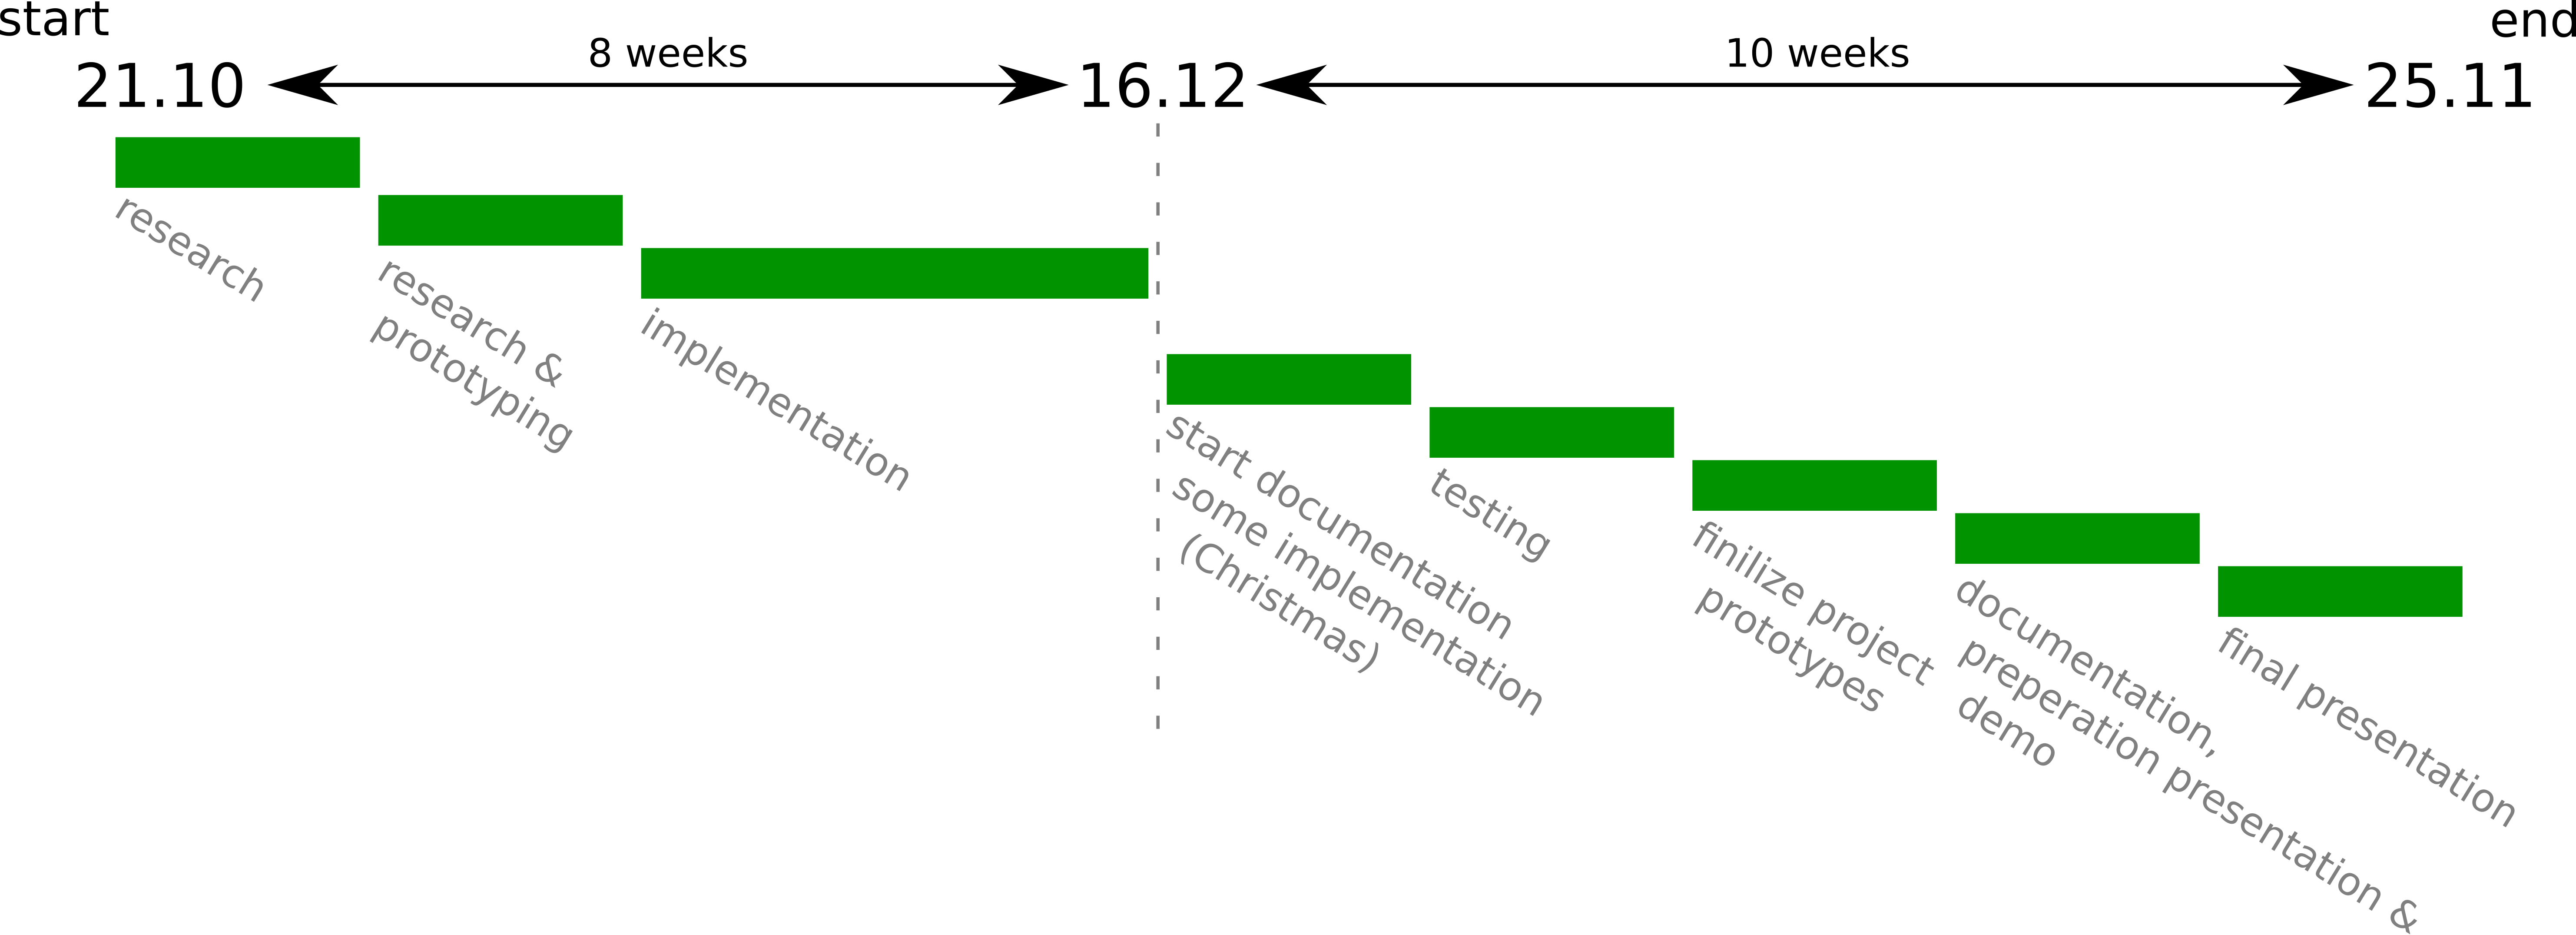 start
end
8 weeks
10 weeks
21.10
16.12
25.11
research
research &
prototyping
implementation
start documentation
some implementation
(Christmas)
testing
finilize project
prototypes
documentation,
preperation presentation &
demo
final presentation